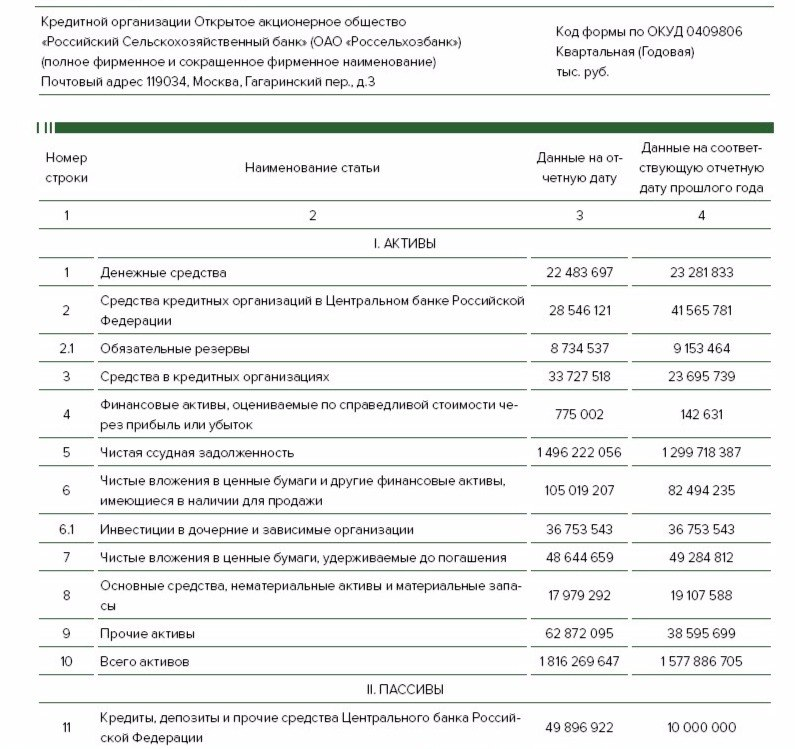 Кредитной организации Открытое акционерное общество
«Российский Сельскохозяйственный банк» (ОАО «Россельхозбанк»)
(полное фирменное и сокращенное фирменное наименование)
Почтовый адрес 119034, Москва, Гагаринский пер., д.3
Код формы по ОКУД 0409806
Квартальная (Годовая)
тыс. руб.
Номер
строки
Наименование статьи
Данные на от-
четную дату
Данные на соответ-
ствующую отчетную
дату прошлого года
1 2 3 4
I. АКТИВЫ
1 Денежные средства 22 483 697 23 281 833
2 Средства кредитных организаций в Центральном банке Российской
Федерации 28 546 121 41 565 781
2.1 Обязательные резервы 8 734 537 9 153 464
3 Средства в кредитных организациях 33 727 518 23 695 739
4 Финансовые активы, оцениваемые по справедливой стоимости че-
рез прибыль или убыток 775 002 142 631
5 Чистая ссудная задолженность 1 496 222 056 1 299 718 387
6 Чистые вложения в ценные бумаги и другие финансовые активы,
имеющиеся в наличии для продажи 105 019 207 82 494 235
6.1 Инвестиции в дочерние и зависимые организации 36 753 543 36 753 543
7 Чистые вложения в ценные бумаги, удерживаемые до погашения 48 644 659 49 284 812
8 Основные средства, нематериальные активы и материальные запа-
сы 17 979 292 19 107 588
9 Прочие активы 62 872 095 38 595 699
10 Всего активов 1 816 269 647 1 577 886 705
II. ПАССИВЫ
11 Кредиты, депозиты и прочие средства Центрального банка Россий-
ской Федерации 49 896 922 10 000 000